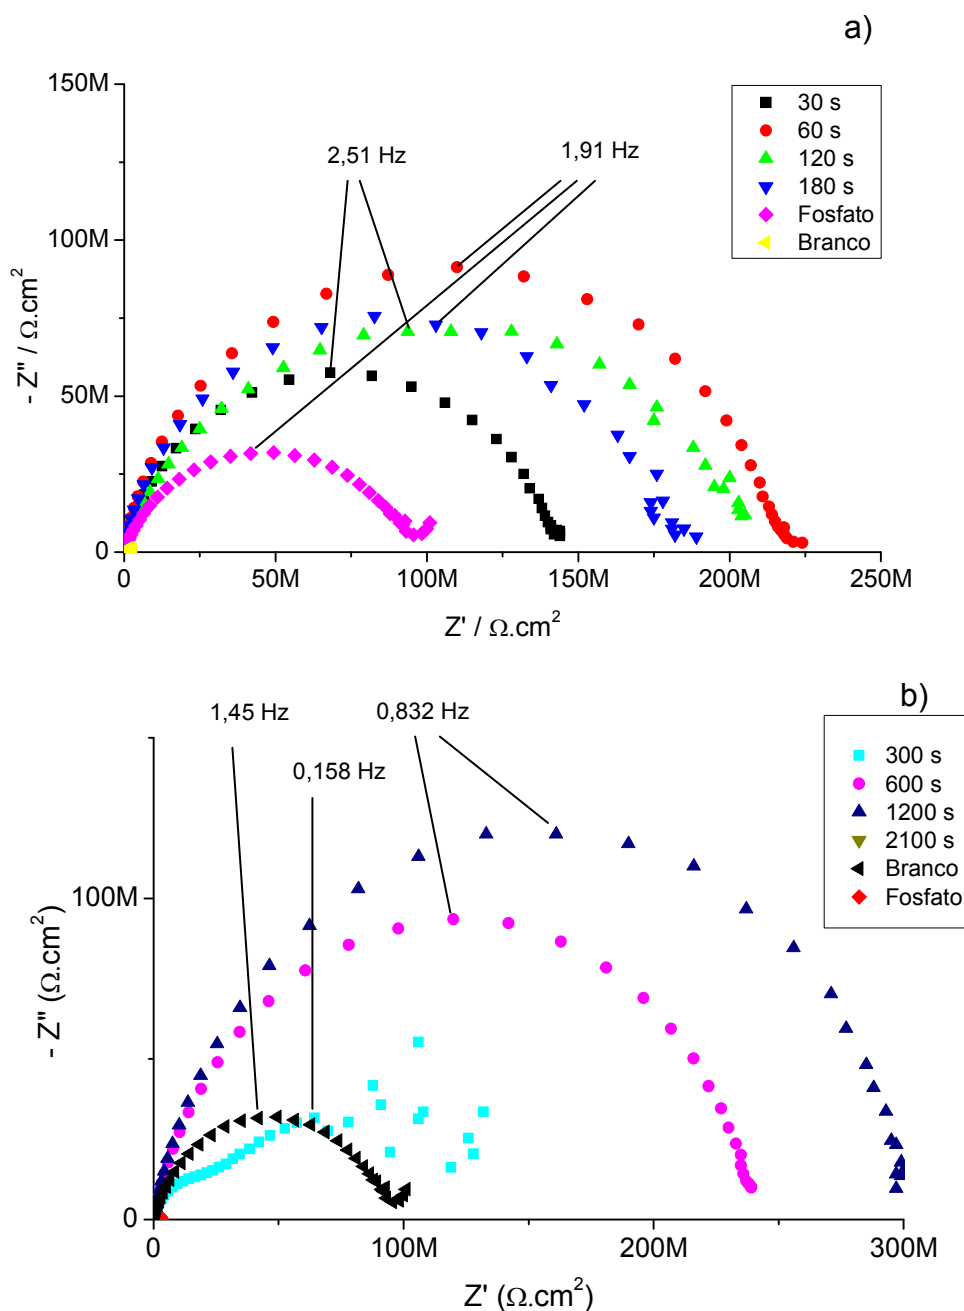 a)
150M
30 s
60 s
120 s
180 s
Fosfato
Branco
2,51 Hz
1,91 Hz
100M
- Z" / Ω.cm²
50M
0
0
50M
100M
150M
200M
250M
Z' / Ω.cm²
b)
1,45 Hz
0,832 Hz
0,158 Hz
300 s
600 s
1200 s
2100 s
Branco
Fosfato
100M
- Z" (Ω.cm²)
0
0
100M
200M
300M
Z' (Ω.cm²)